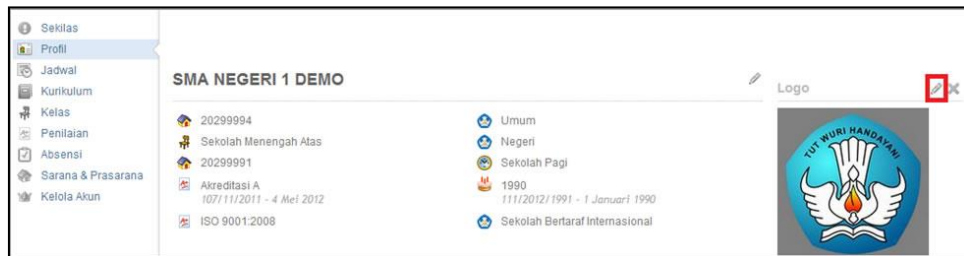 Sekilas
Profil
Jadwal
Kurikulum
Kelas
Penilaian
Absensi
Sarana & Prasarana
Kelola Akun
SMA NEGERI 1 DEMO
20299994
Sekolah Menengah Atas
20299991
Akreditasi A
107/11/2011 - 4 Mei 2012
ISO 9001:2008
Umum
Negeri
Sekolah Pagi
1990
111/2012/1991 - 1 Januari 1990
Sekolah Bertaraf Internasional
Logo
TUT WURI HANDAYANI